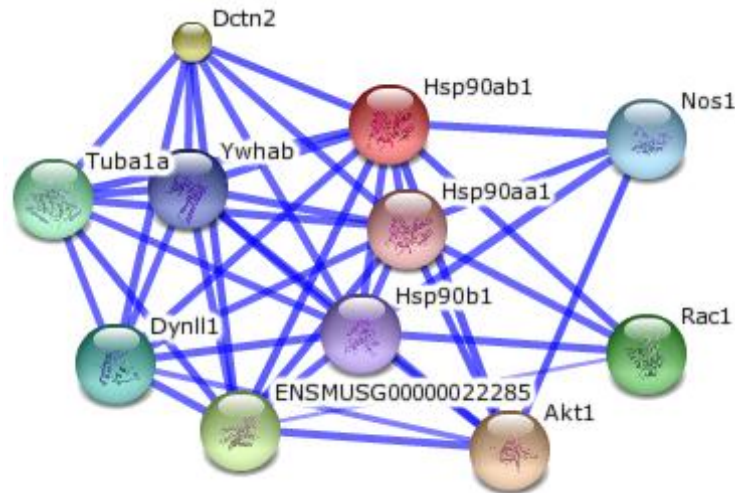 Dctn2
Hsp90ab1
Nos1
Tuba1a
Ywhab
Hsp90aa1
Hsp90b1
Rac1
Dynll1
ENSMUSG00000022285
Akt1